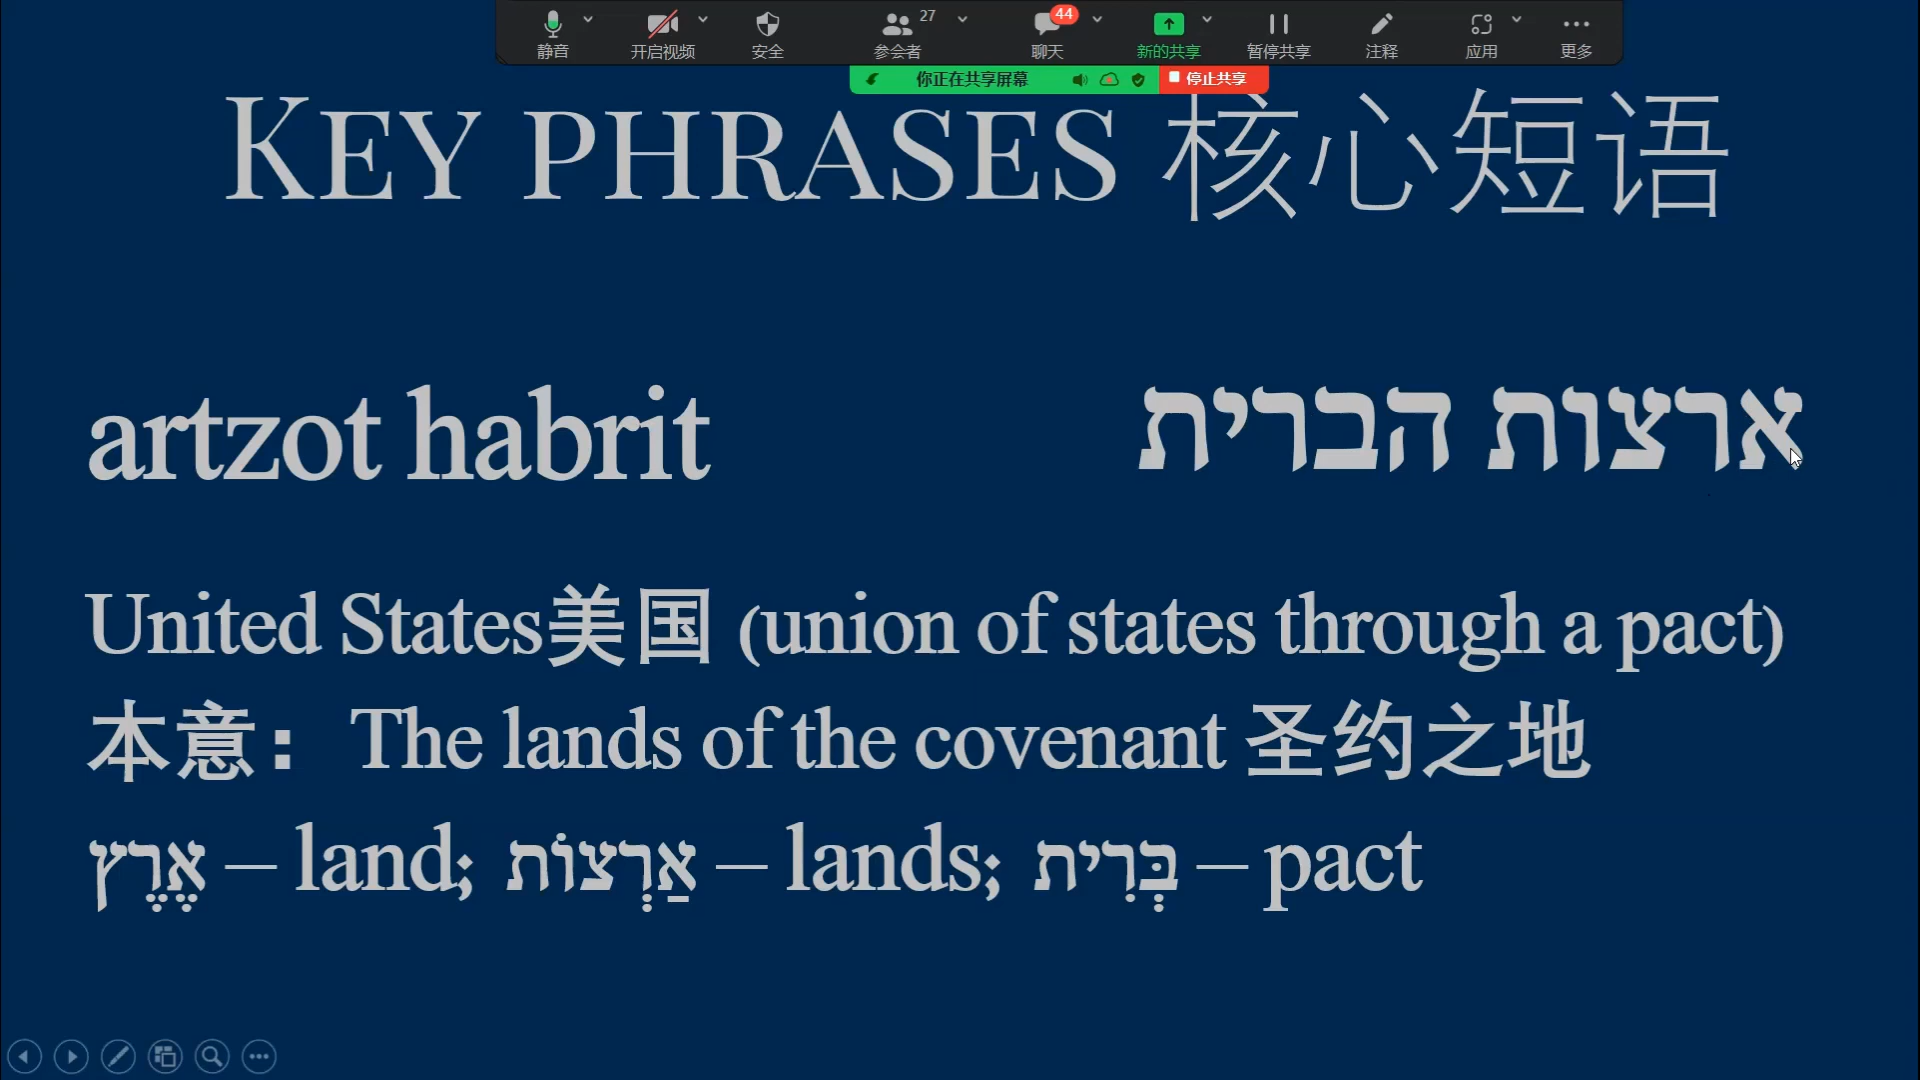 静音 开启视频 安全 参会者 27 聊天 44 新的共享 暂停共享 注释 应用 更多
你正在共享屏幕 停止共享
KEY PHRASES 核心短语
artzot habrit ארצות הברית
United States美国 (union of states through a pact)
本意： The lands of the covenant 圣约之地
אֶרֶץ – land; אַרְצוֹת – lands; בְּרִית – pact